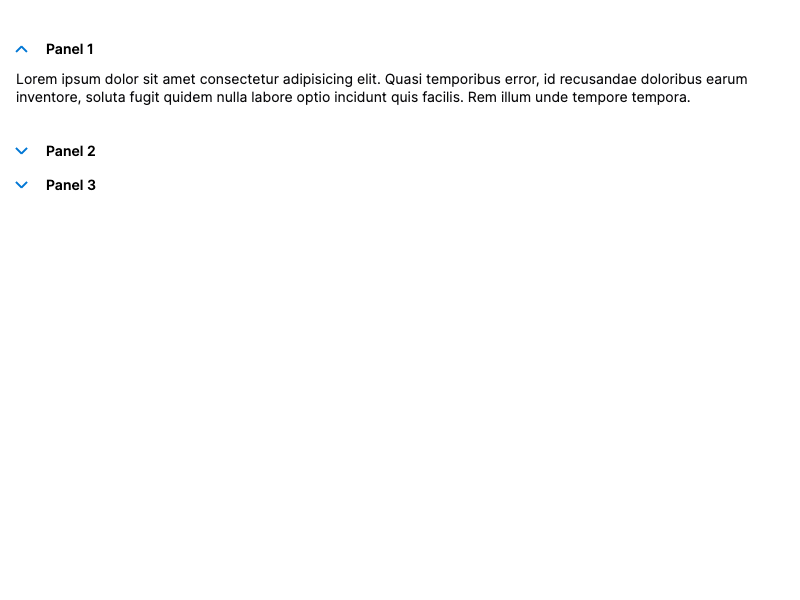 Panel 1
Lorem ipsum dolor sit amet consectetur adipisicing elit. Quasi temporibus error, id recusandae doloribus earum
inventore, soluta fugit quidem nulla labore optio incidunt quis facilis. Rem illum unde tempore tempora.
Panel 2
Panel 3